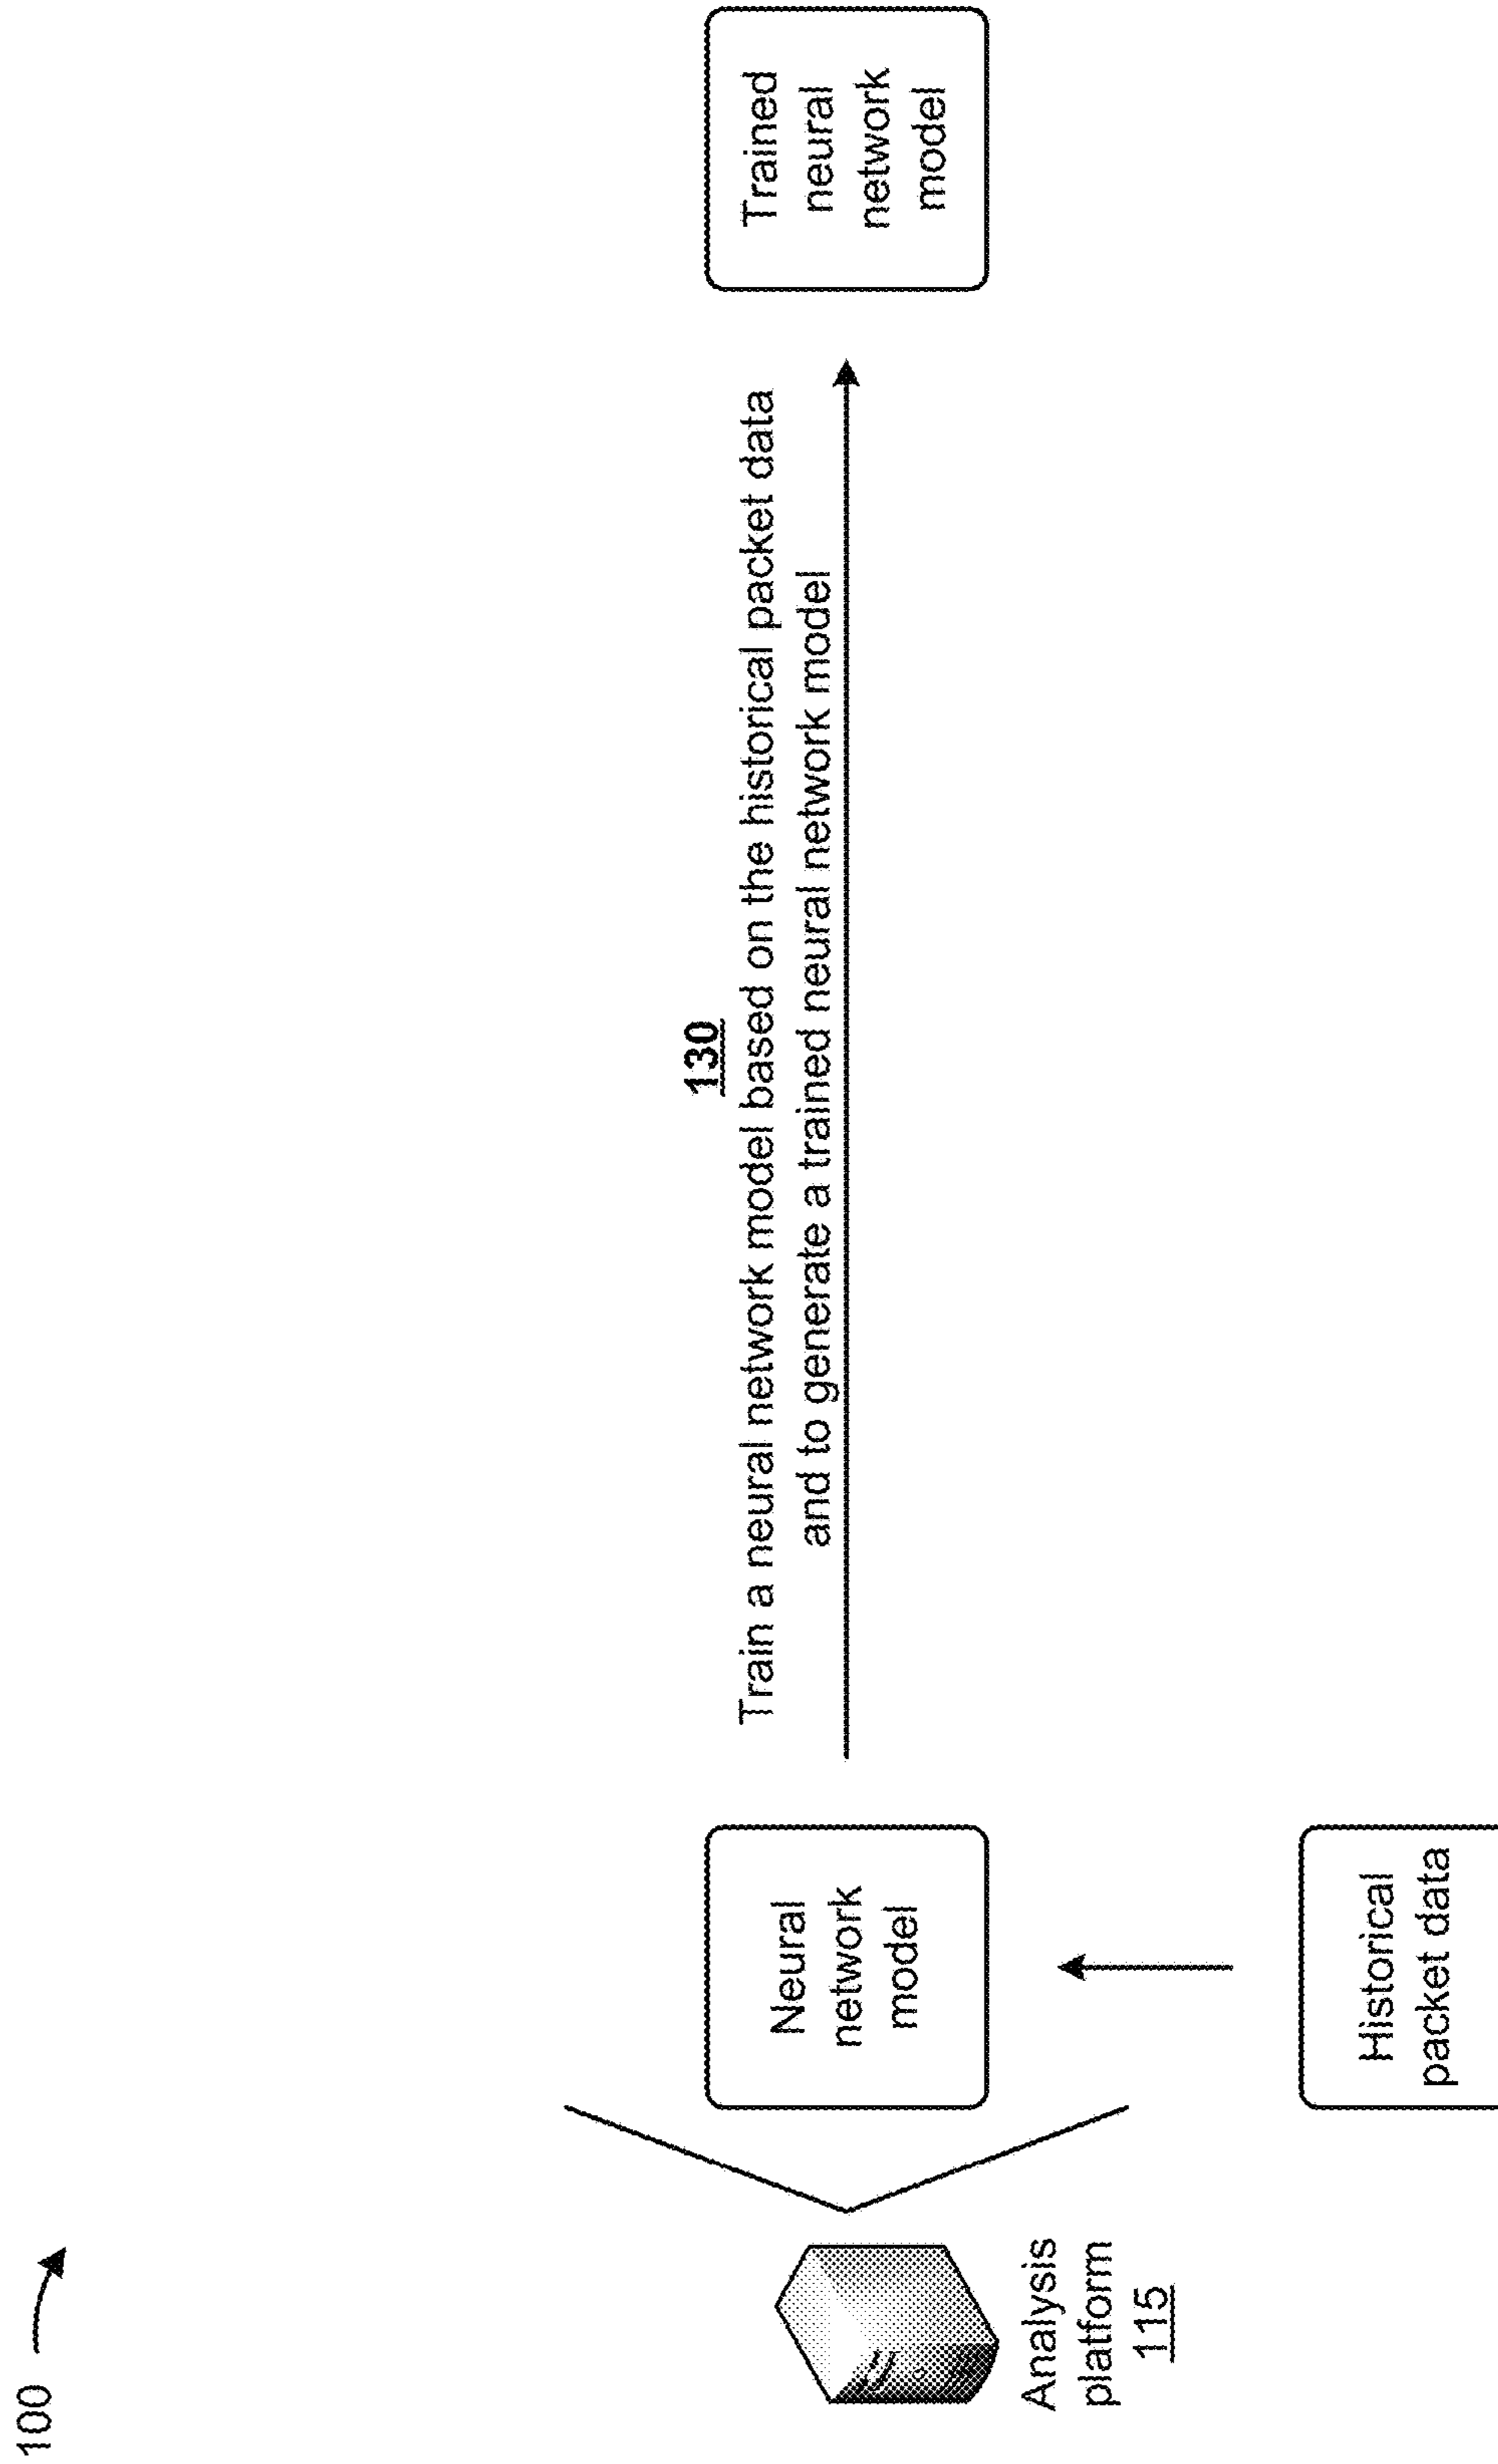 100
130
Train a neural network model based on the historical packet data
and to generate a trained neural network model
Analysis
platform
115
Neural
network
model
Trained
neural
network
model
Historical
packet data